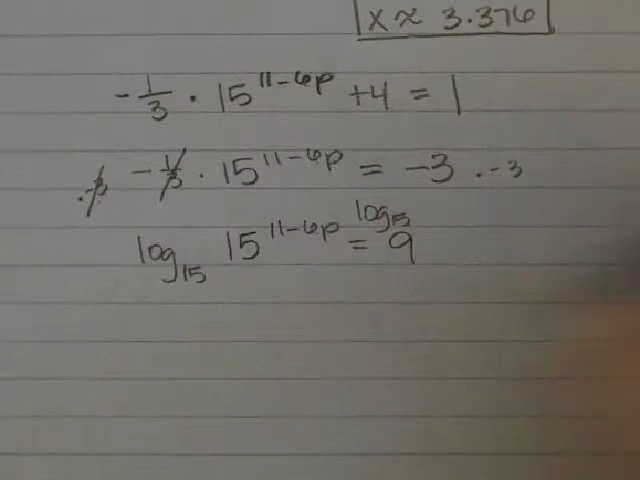 x ≈ 3.376
-1/3 · 15^(11-6p) + 4 = 1
-1/3 · 15^(11-6p) = -3 · -3
log₁₅ 15^(11-6p) = log₁₅ 9